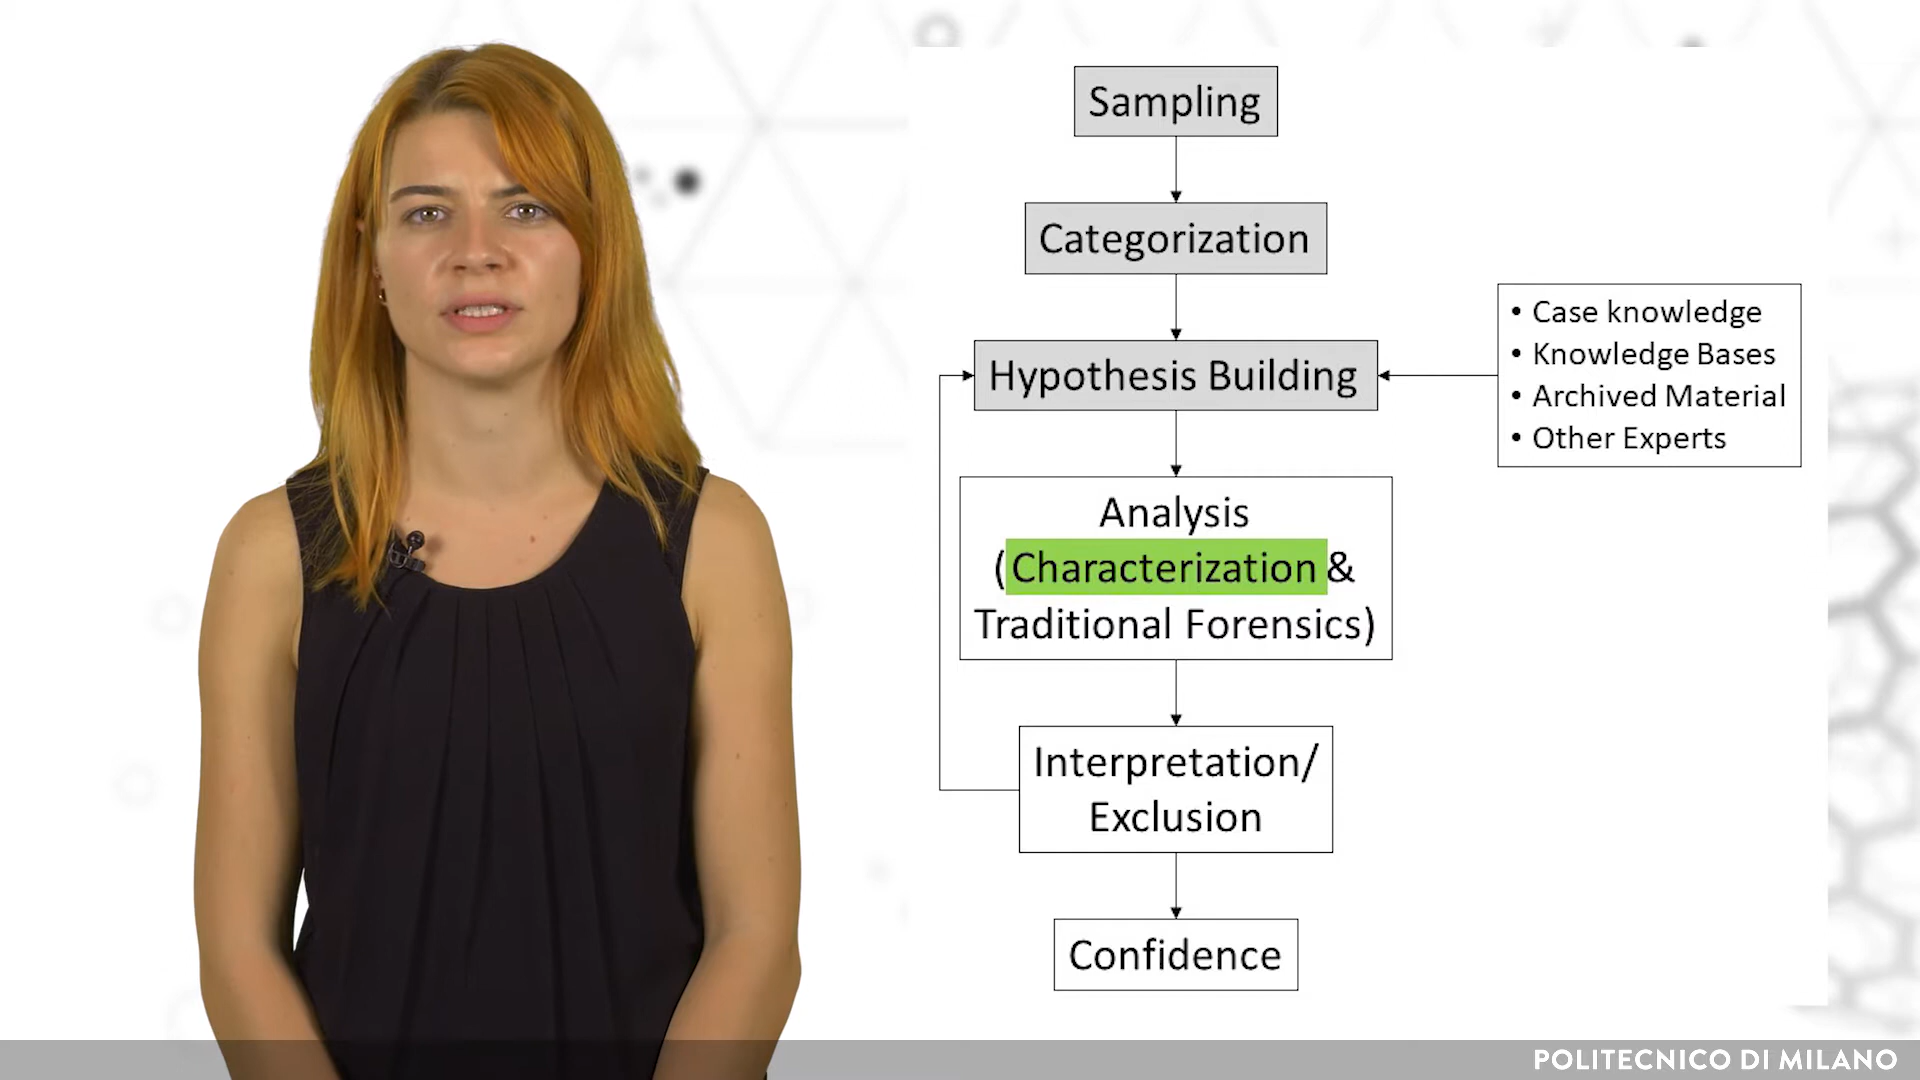 Sampling
Categorization
Hypothesis Building
• Case knowledge
• Knowledge Bases
• Archived Material
• Other Experts
Analysis
(Characterization &
Traditional Forensics)
Interpretation/
Exclusion
Confidence
POLITECNICO DI MILANO